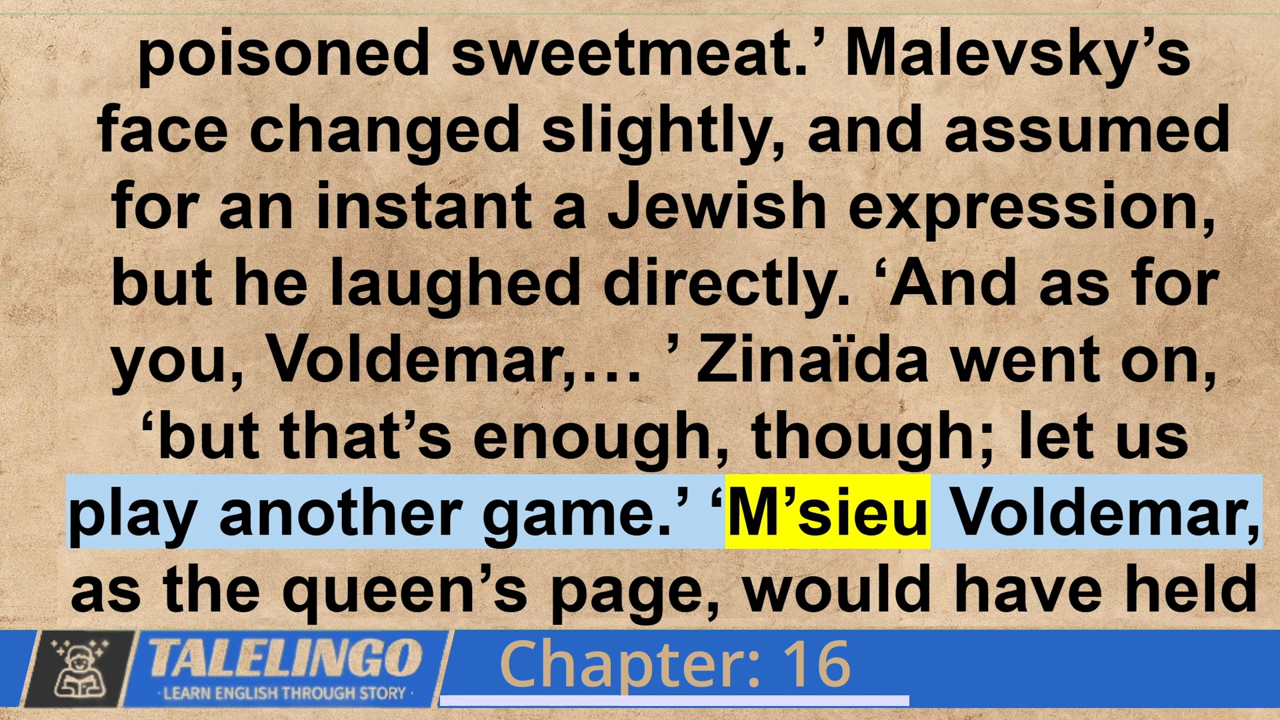 poisoned sweetmeat.’ Malevsky’s
face changed slightly, and assumed
for an instant a Jewish expression,
but he laughed directly. ‘And as for
you, Voldemar,… ’ Zinaïda went on,
‘but that’s enough, though; let us
play another game.’ ‘M’sieu Voldemar,
as the queen’s page, would have held
TALELINGO
· LEARN ENGLISH THROUGH STORY ·
Chapter: 16